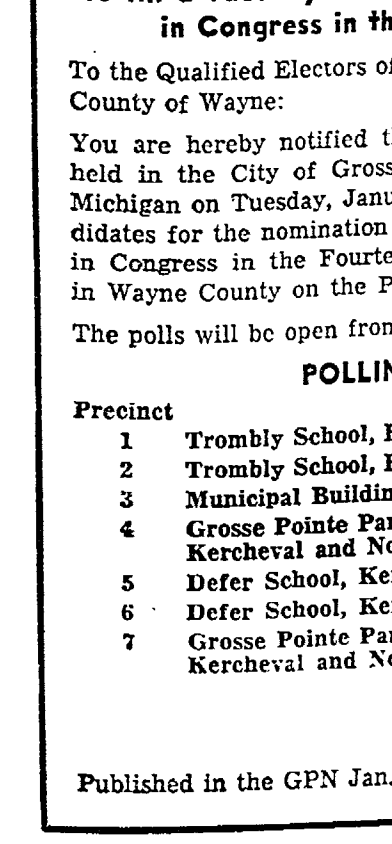 in Congress in th
To the Qualified Electors of
County of Wayne:
You are hereby notified t
held in the City of Gross
Michigan on Tuesday, Janu
didates for the nomination
in Congress in the Fourte
in Wayne County on the P
The polls will be open from
POLLIN
Precinct
1 Trombly School, E
2 Trombly School, E
3 Municipal Buildin
4 Grosse Pointe Par
Kercheval and No
5 Defer School, Ker
6 Defer School, Ker
7 Grosse Pointe Par
Kercheval and No
Published in the GPN Jan.